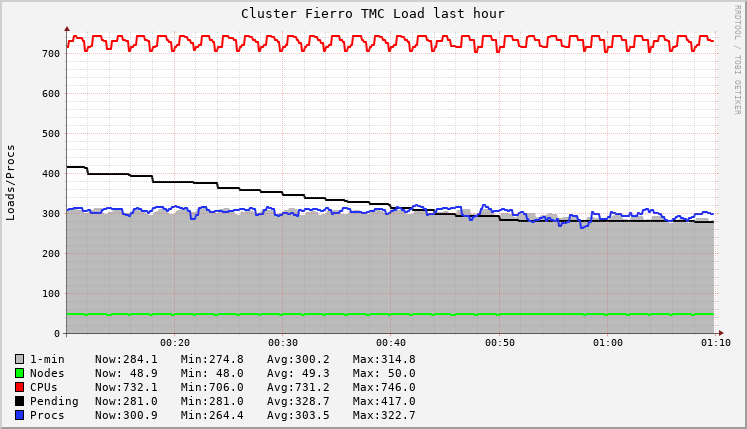 Cluster Fierro TMC Load last hour
RRDTOOL / TOBI OETIKER
Loads/Procs
700
600
500
400
300
200
100
0
00:20 00:30 00:40 00:50 01:00 01:10
1-min Now:284.1 Min:274.8 Avg:300.2 Max:314.8
Nodes Now: 48.9 Min: 48.0 Avg: 49.3 Max: 50.0
CPUs Now:732.1 Min:706.0 Avg:731.2 Max:746.0
Pending Now:281.0 Min:281.0 Avg:328.7 Max:417.0
Procs Now:300.9 Min:264.4 Avg:303.5 Max:322.7